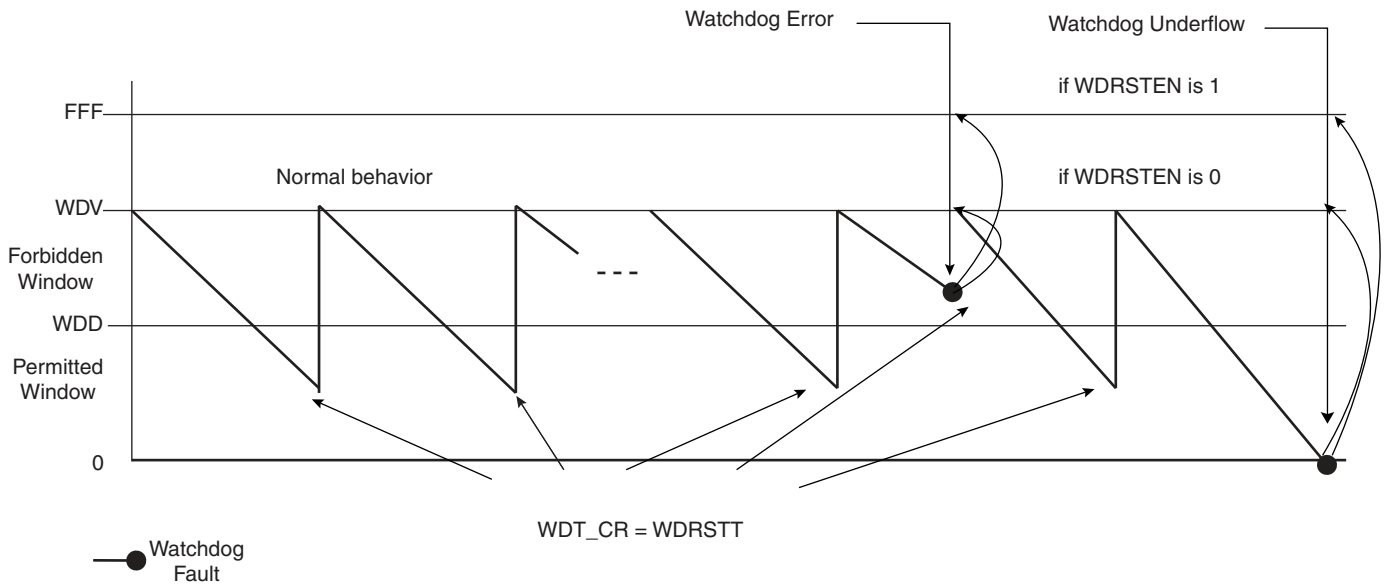 Watchdog Error
Watchdog Underflow
if WDRSTEN is 1
FFF
Normal behavior
if WDRSTEN is 0
WDV
Forbidden
Window
WDD
Permitted
Window
0
WDT_CR = WDRSTT
Watchdog
Fault